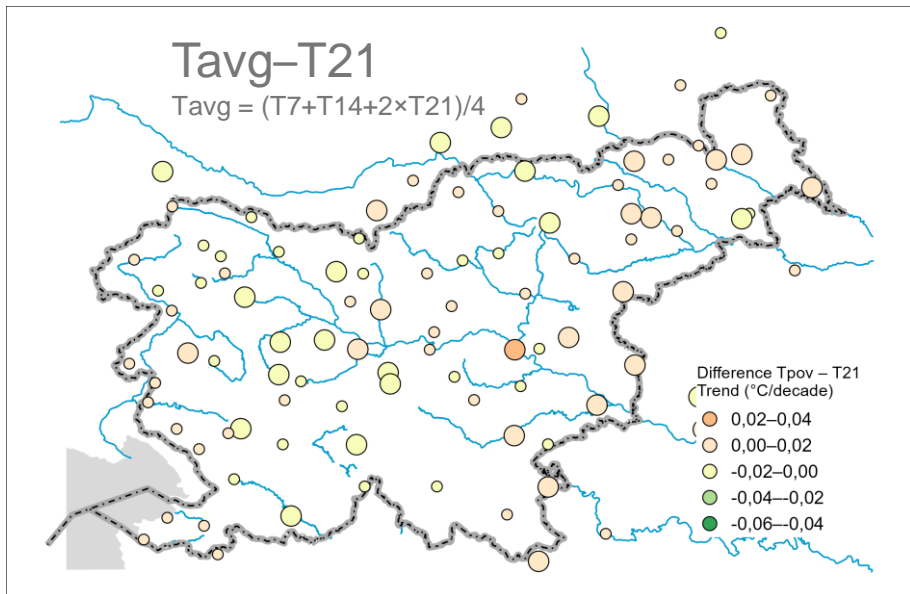 Tavg–T21
Tavg = (T7+T14+2×T21)/4
Difference Tpov – T21
Trend (°C/decade)
0,02–0,04
0,00–0,02
-0,02–0,00
-0,04–-0,02
-0,06–-0,04